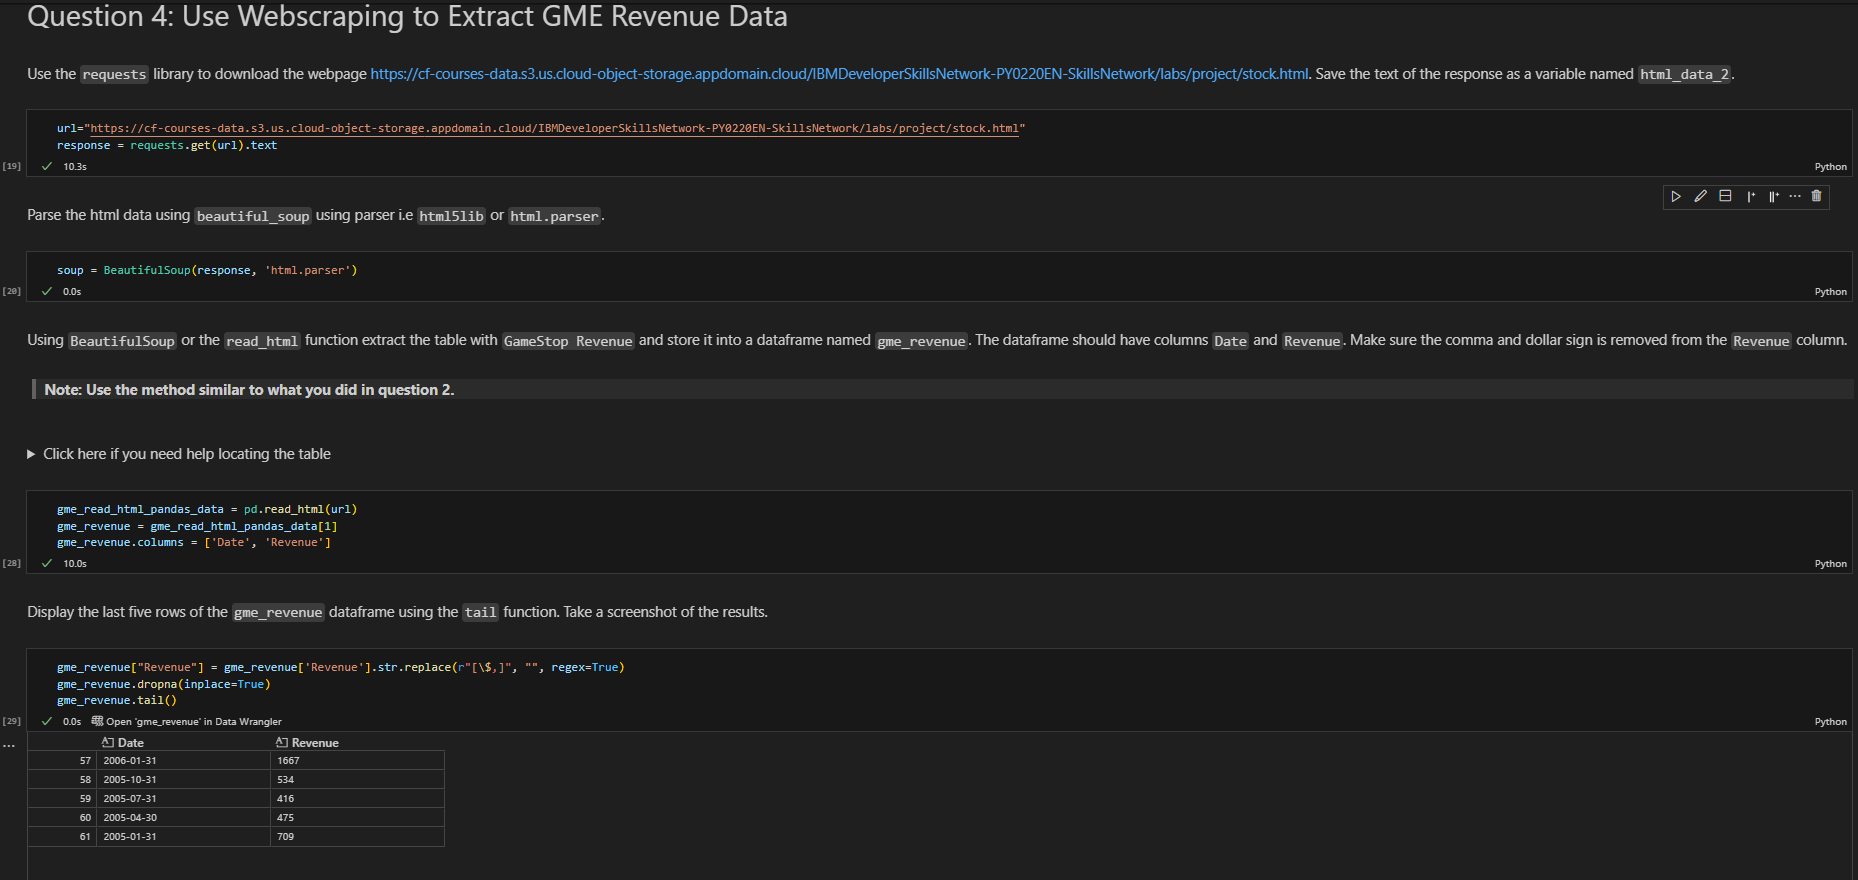 Question 4: Use Webscraping to Extract GME Revenue Data
Use the requests library to download the webpage https://cf-courses-data.s3.us.cloud-object-storage.appdomain.cloud/IBMDeveloperSkillsNetwork-PY0220EN-SkillsNetwork/labs/project/stock.html. Save the text of the response as a variable named html_data_2.
url="https://cf-courses-data.s3.us.cloud-object-storage.appdomain.cloud/IBMDeveloperSkillsNetwork-PY0220EN-SkillsNetwork/labs/project/stock.html"
response = requests.get(url).text
[19] ✓ 10.3s Python
Parse the html data using beautiful_soup using parser i.e html5lib or html.parser.
soup = BeautifulSoup(response, 'html.parser')
[20] ✓ 0.0s Python
Using BeautifulSoup or the read_html function extract the table with GameStop Revenue and store it into a dataframe named gme_revenue. The dataframe should have columns Date and Revenue. Make sure the comma and dollar sign is removed from the Revenue column.
Note: Use the method similar to what you did in question 2.
Click here if you need help locating the table
gme_read_html_pandas_data = pd.read_html(url)
gme_revenue = gme_read_html_pandas_data[1]
gme_revenue.columns = ['Date', 'Revenue']
[28] ✓ 10.0s Python
Display the last five rows of the gme_revenue dataframe using the tail function. Take a screenshot of the results.
gme_revenue["Revenue"] = gme_revenue['Revenue'].str.replace(r"[\$,]", "", regex=True)
gme_revenue.dropna(inplace=True)
gme_revenue.tail()
[29] ✓ 0.0s Open 'gme_revenue' in Data Wrangler Python
Date Revenue
57 2006-01-31 1667
58 2005-10-31 534
59 2005-07-31 416
60 2005-04-30 475
61 2005-01-31 709